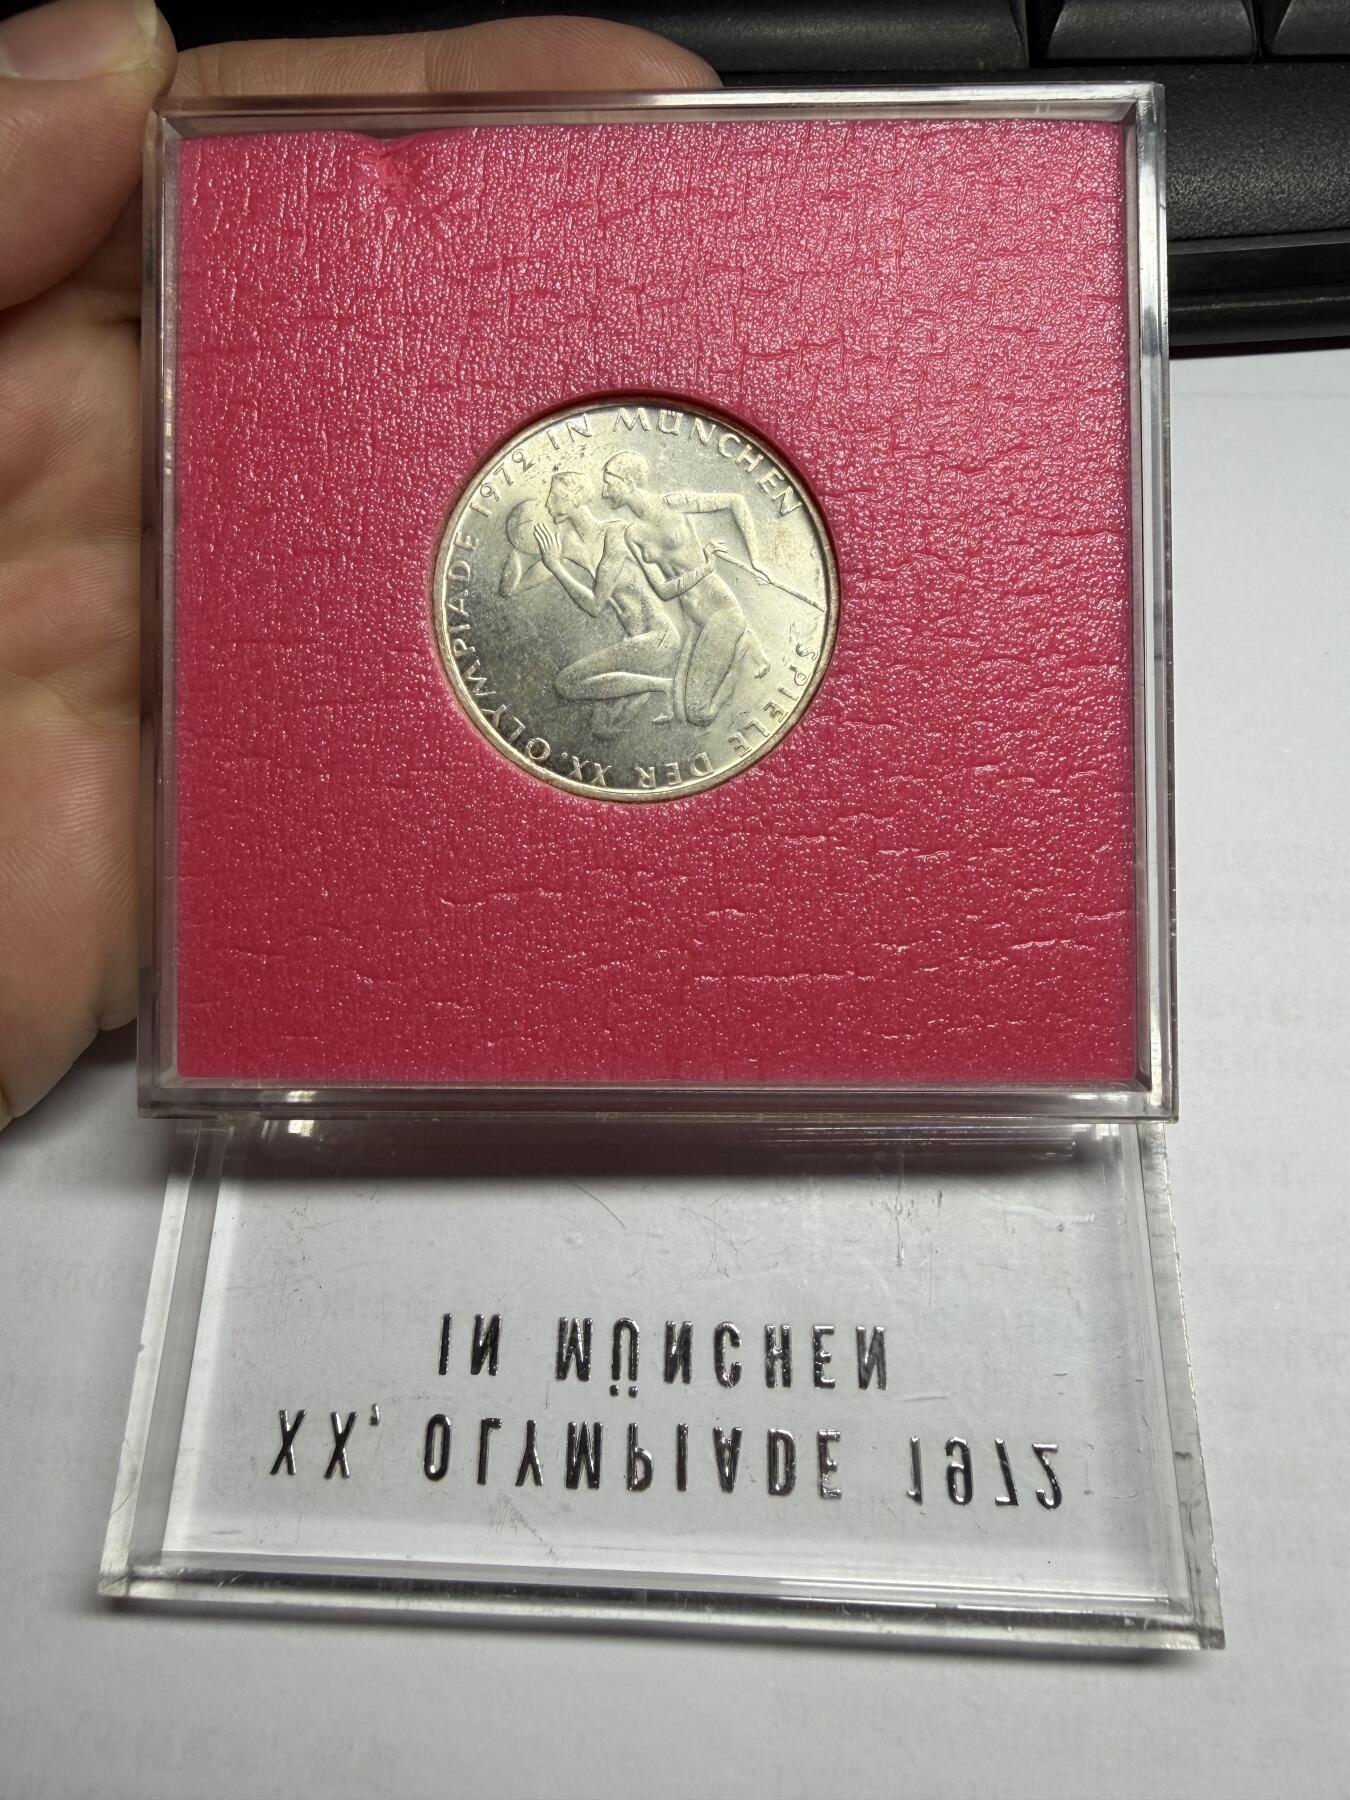 SPIELE DER XX. OLYMPIADE 1972 IN MÜNCHEN
XX. OLYMPIADE 1972
IN MÜNCHEN